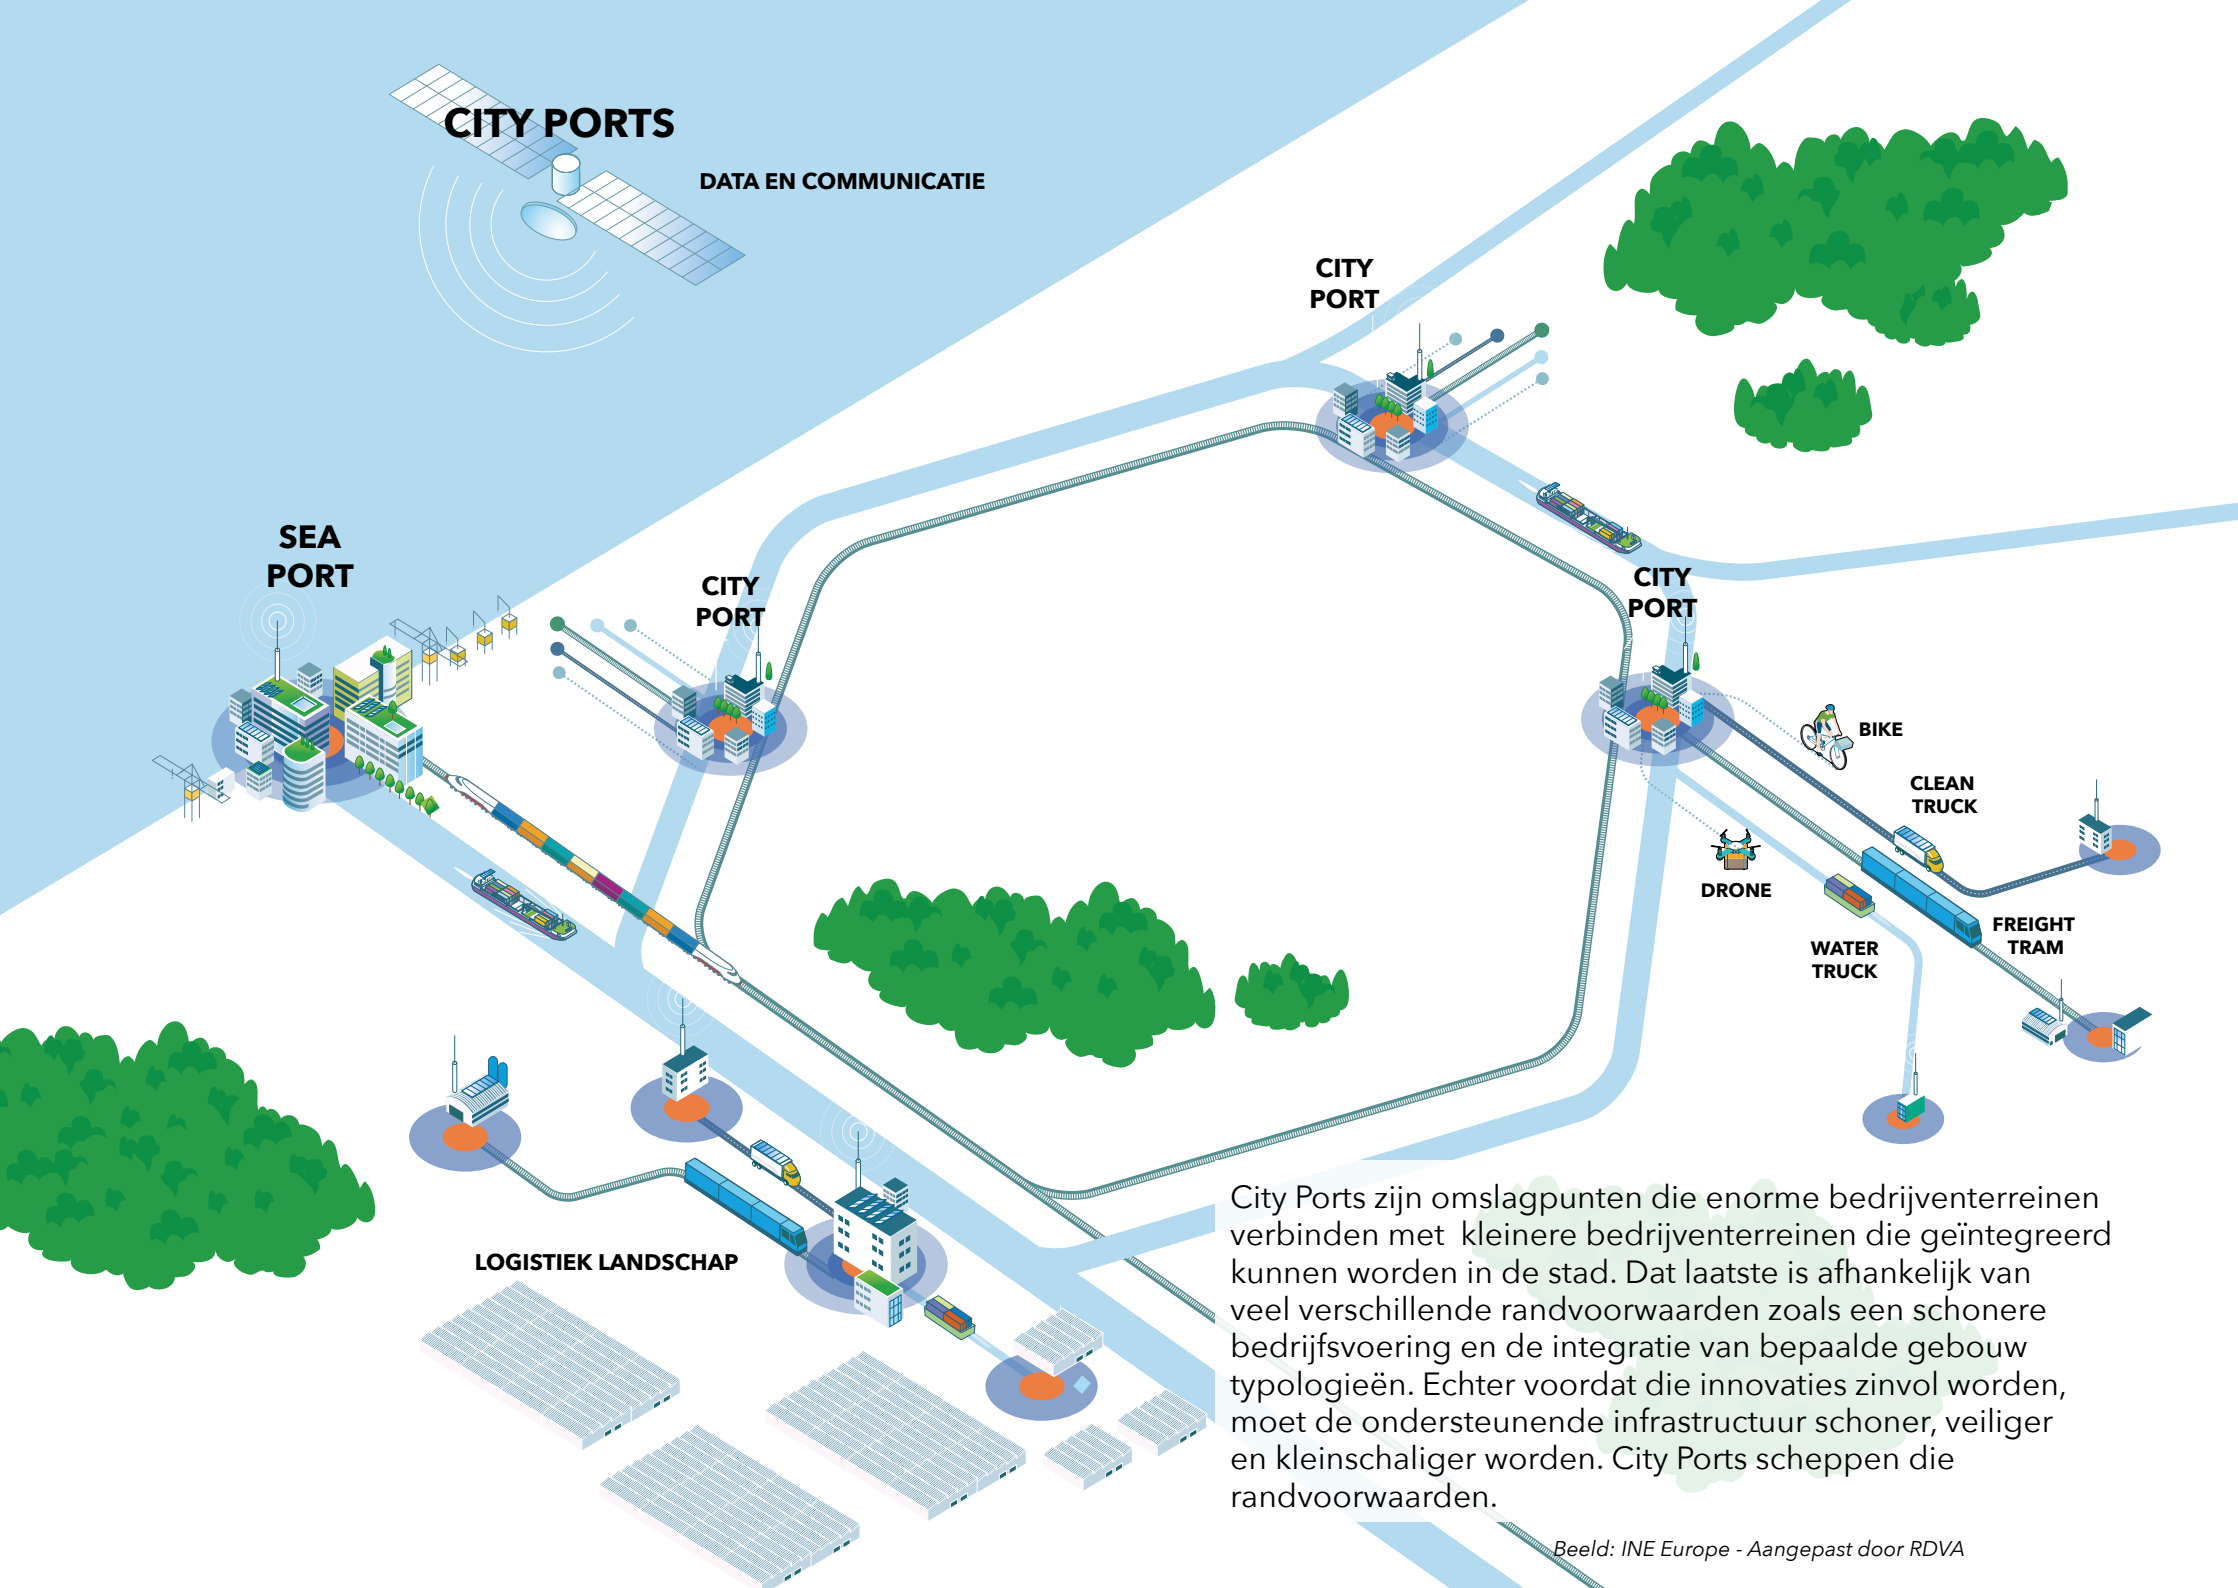 CITY PORTS
DATA EN COMMUNICATIE
CITY
PORT
SEA
PORT
CITY
PORT
CITY
PORT
BIKE
CLEAN
TRUCK
DRONE
FREIGHT
TRAM
WATER
TRUCK
LOGISTIEK LANDSCHAP
City Ports zijn omslagpunten die enorme bedrijventerreinen
verbinden met kleinere bedrijventerreinen die geïntegreerd
kunnen worden in de stad. Dat laatste is afhankelijk van
veel verschillende randvoorwaarden zoals een schonere
bedrijfsvoering en de integratie van bepaalde gebouw
typologieën. Echter voordat die innovaties zinvol worden,
moet de ondersteunende infrastructuur schoner, veiliger
en kleinschaliger worden. City Ports scheppen die
randvoorwaarden.
Beeld: INE Europe - Aangepast door RDVA